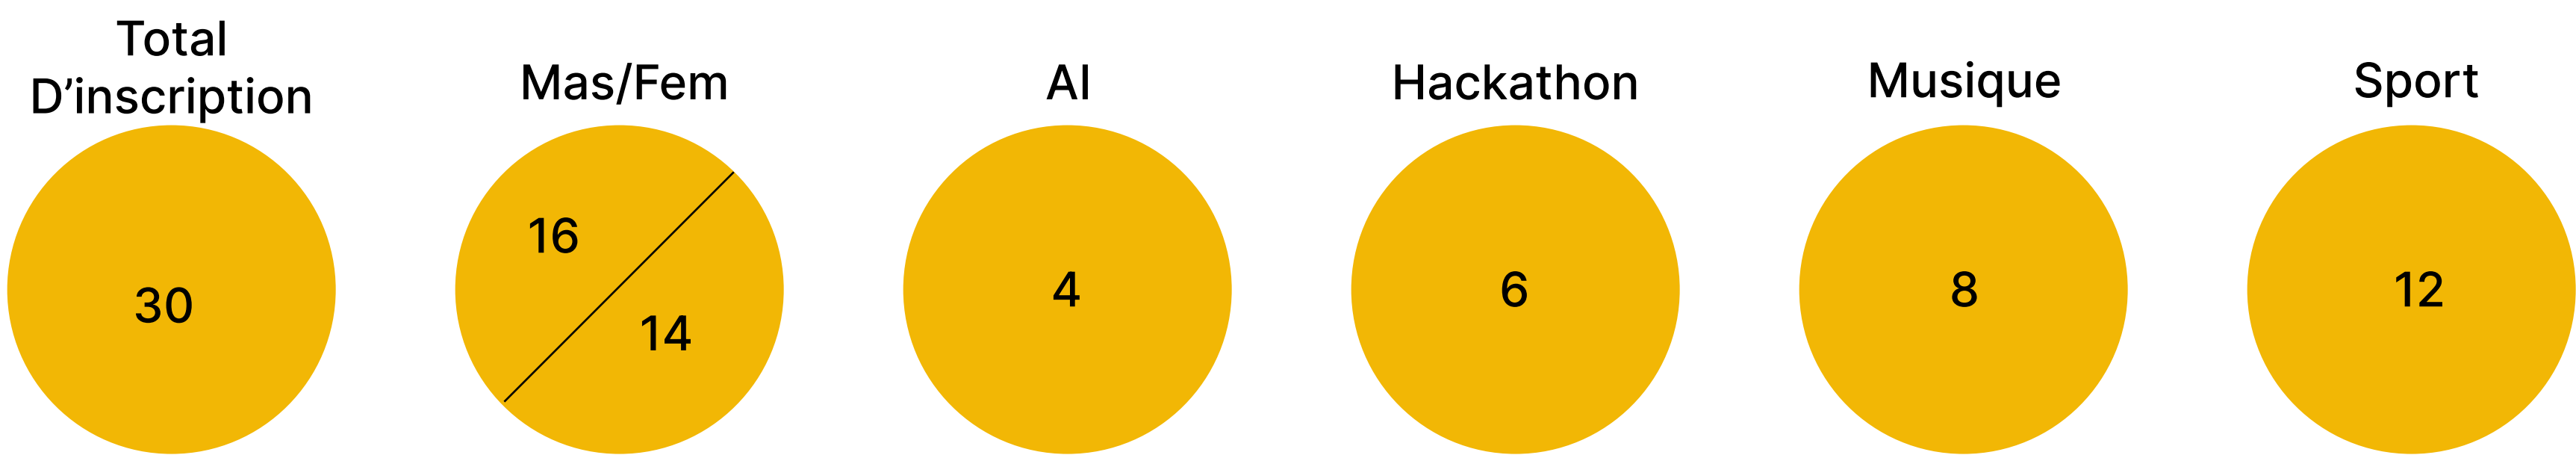 Total
D’inscription
30
Mas/Fem
16
14
AI
4
Hackathon
6
Musique
8
Sport
12